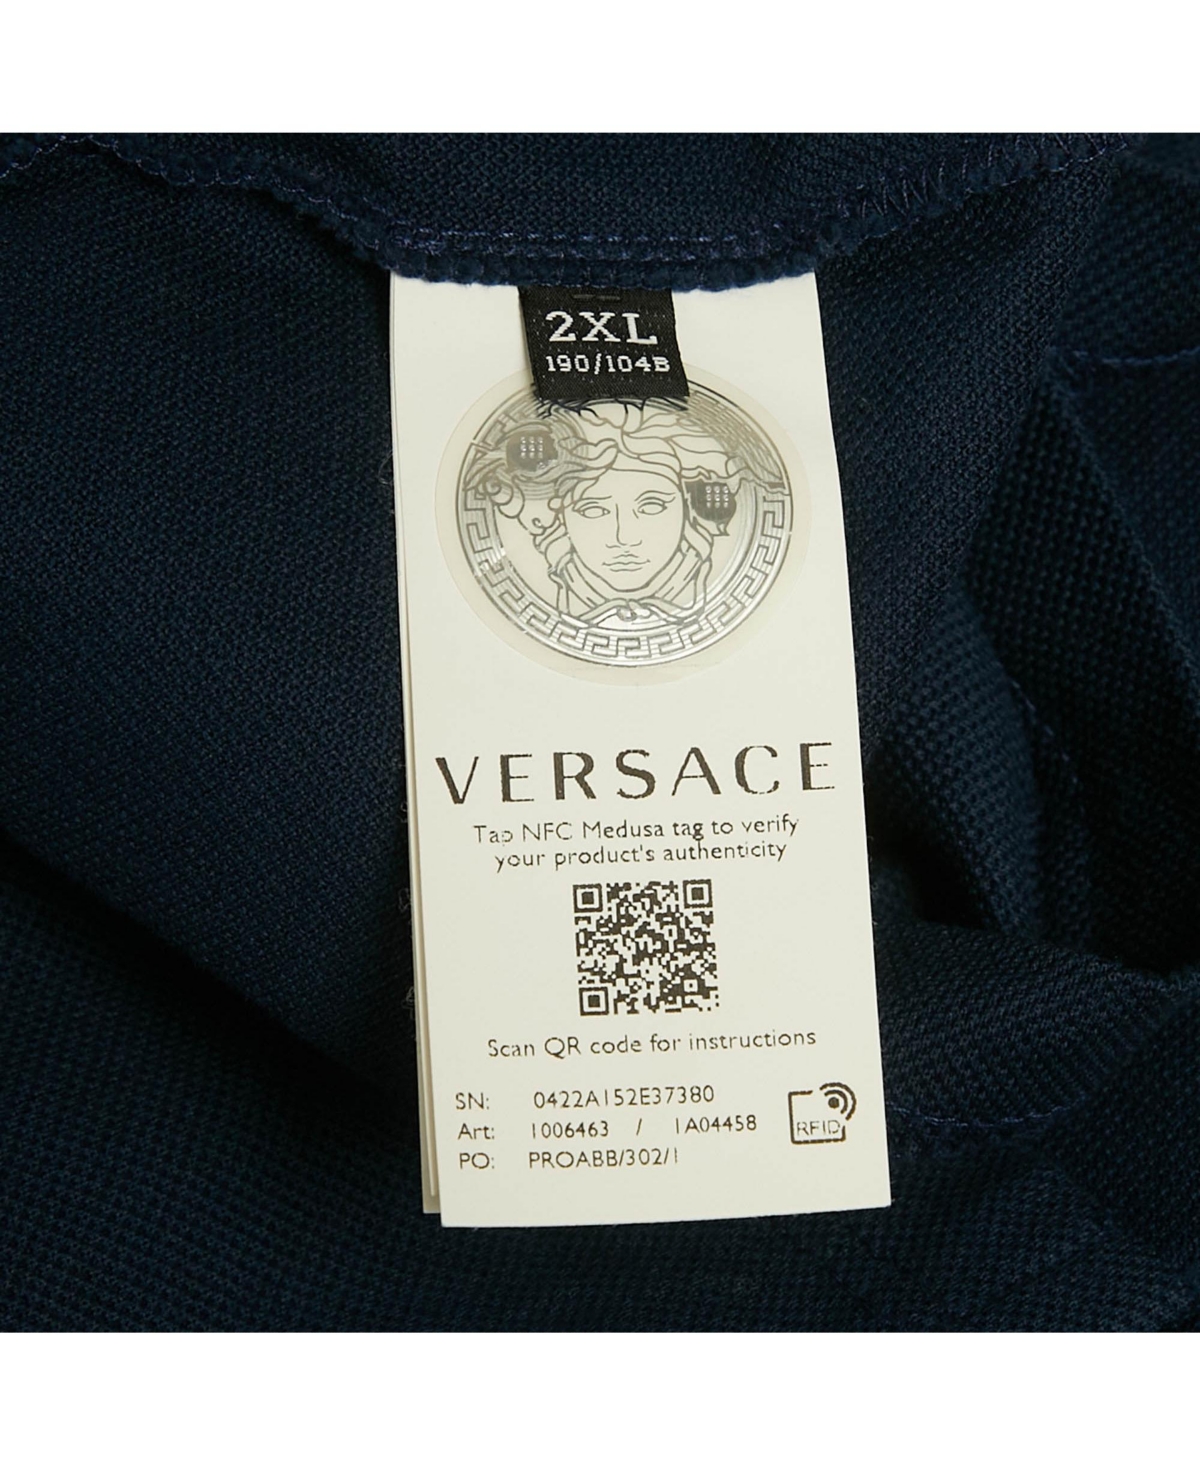 2XL
190/104B
VERSACE
Tap NFC Medusa tag to verify
your product's authenticity
Scan QR code for instructions
SN: 0422A152E37380
Art: 1006463 / 1A04458
PO: PROABB/302/1
RFID